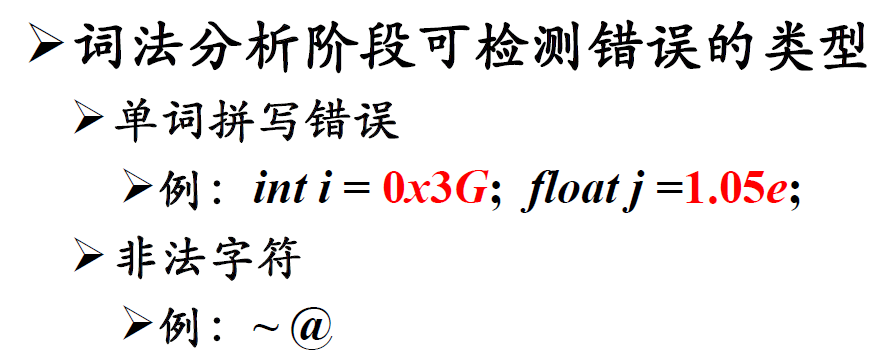 ➢词法分析阶段可检测错误的类型
➢单词拼写错误
➢例：int i = 0x3G; float j =1.05e;
➢非法字符
➢例：~ @